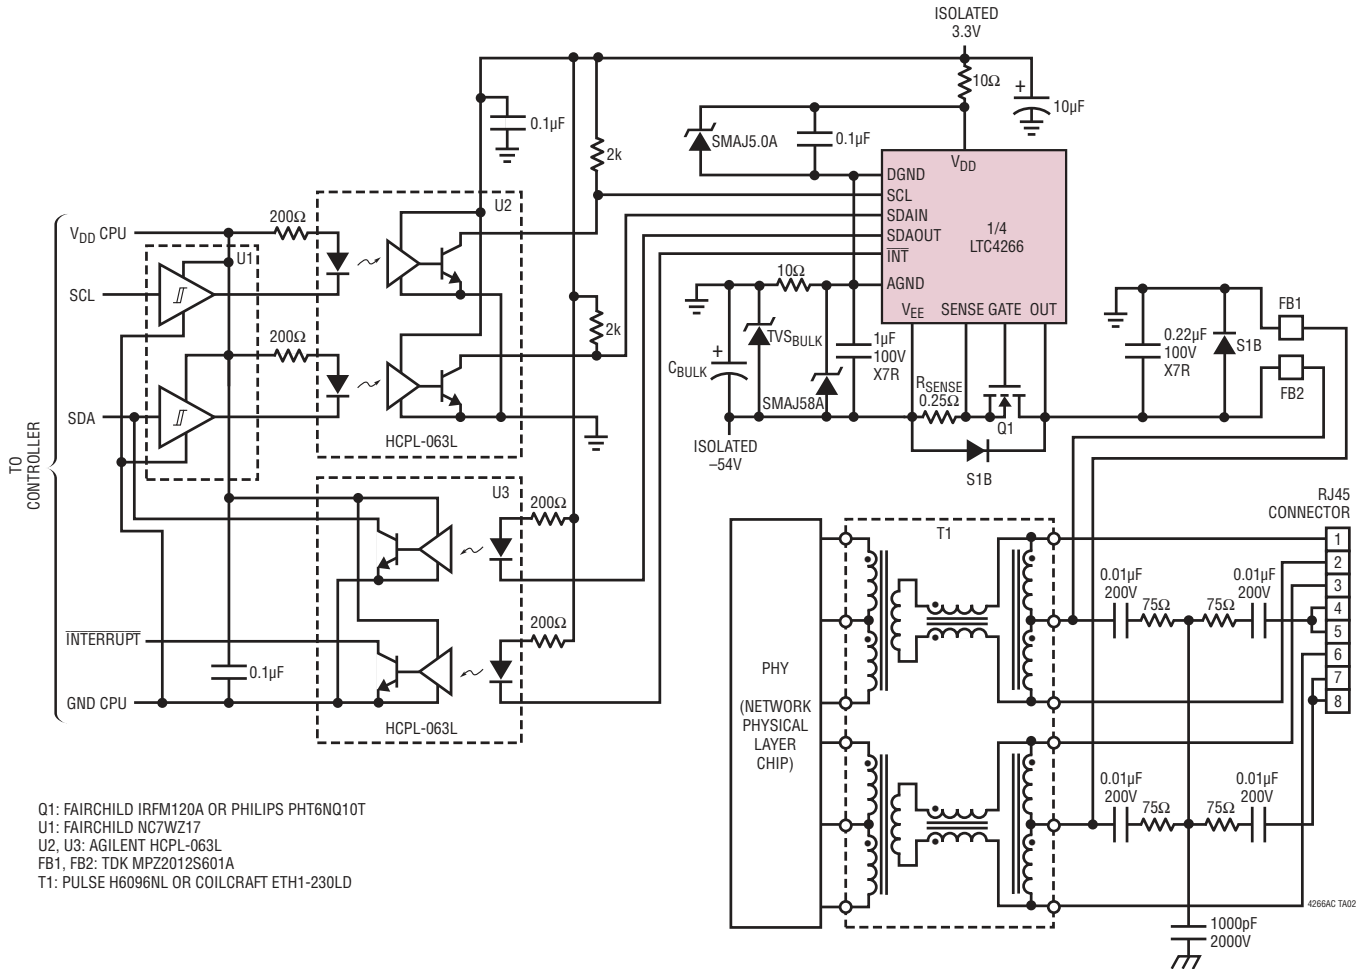 ISOLATED
3.3V
10Ω
+
10µF
0.1µF
SMAJ5.0A
0.1µF
2k
VDD
DGND
SCL
SDAIN
SDAOUT
INT
AGND
1/4
LTC4266
VEE
SENSE
GATE
OUT
U2
200Ω
VDD CPU
U1
SCL
200Ω
SDA
HCPL-063L
2k
10Ω
+
CBULK
TVSBULK
SMAJ58A
1µF
100V
X7R
RSENSE
0.25Ω
Q1
S1B
ISOLATED
–54V
0.22µF
100V
X7R
S1B
FB1
FB2
TO
CONTROLLER
U3
200Ω
200Ω
INTERRUPT
0.1µF
GND CPU
HCPL-063L
RJ45
CONNECTOR
1
2
3
4
5
6
7
8
T1
PHY
(NETWORK
PHYSICAL
LAYER
CHIP)
0.01µF
200V
75Ω
75Ω
0.01µF
200V
0.01µF
200V
75Ω
75Ω
0.01µF
200V
1000pF
2000V
4266AC TA02
Q1: FAIRCHILD IRFM120A OR PHILIPS PHT6NQ10T
U1: FAIRCHILD NC7WZ17
U2, U3: AGILENT HCPL-063L
FB1, FB2: TDK MPZ2012S601A
T1: PULSE H6096NL OR COILCRAFT ETH1-230LD